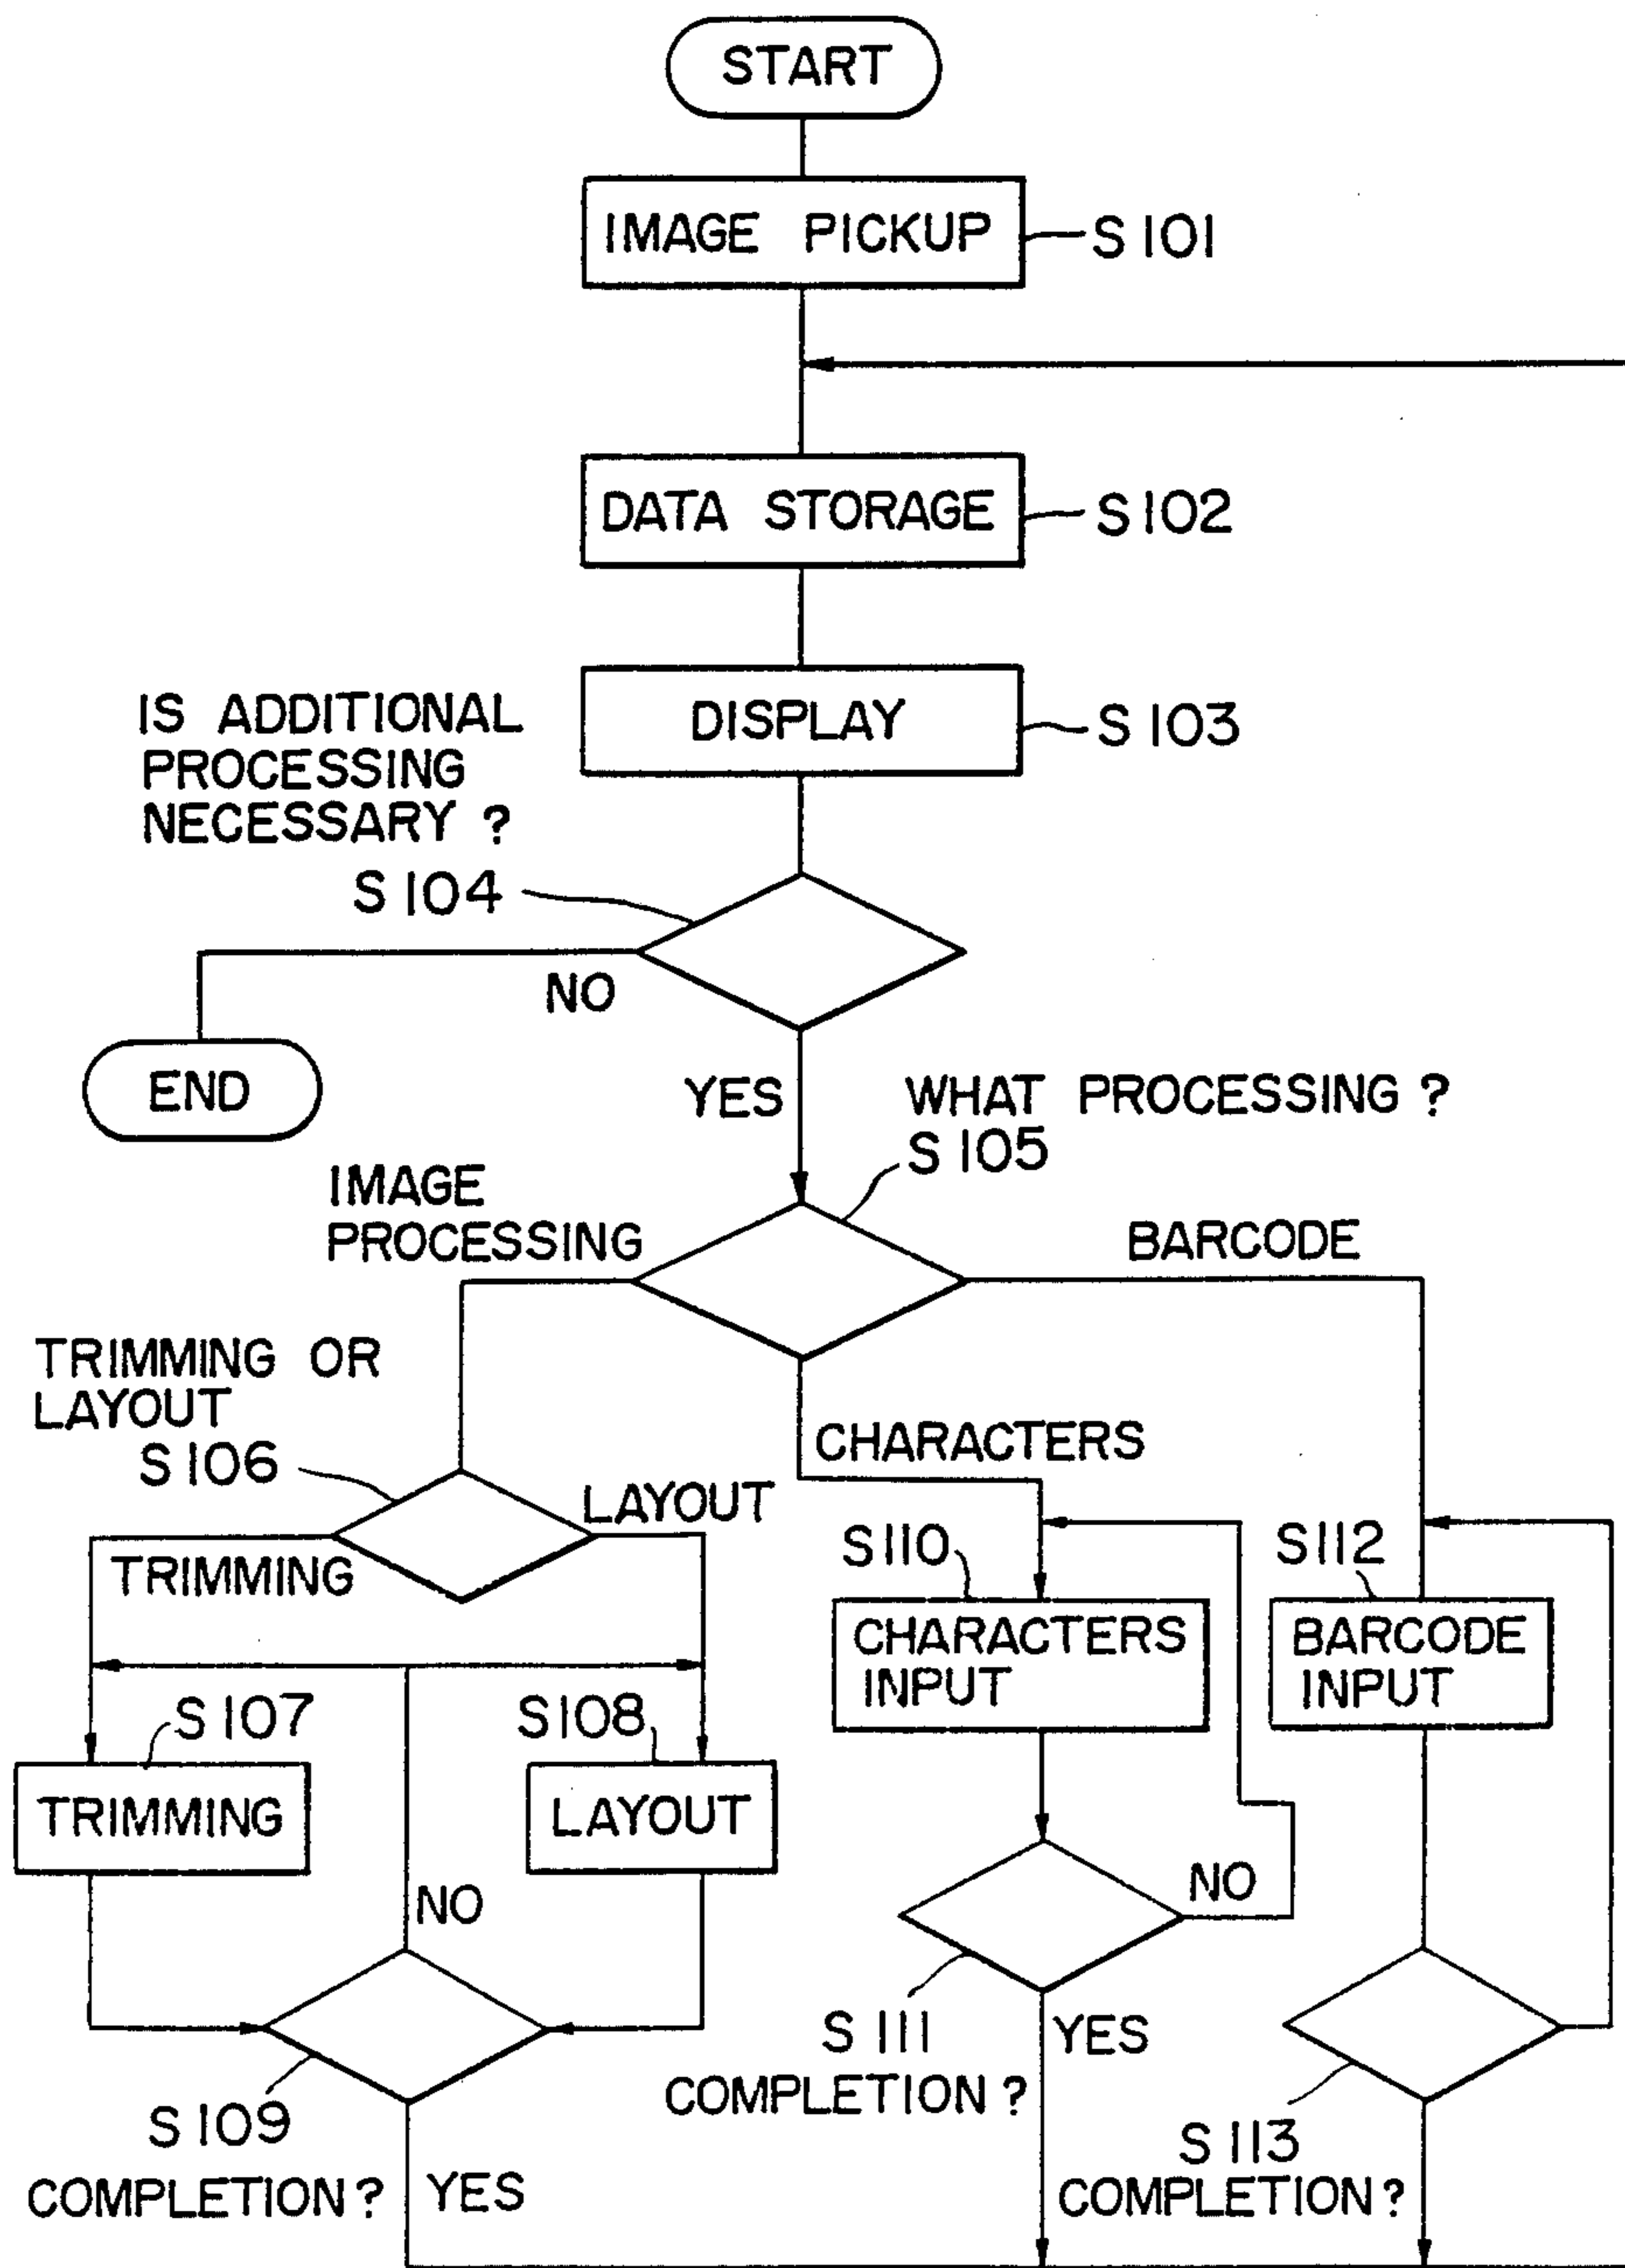 START
IMAGE PICKUP
S101
DATA STORAGE
S102
DISPLAY
S103
IS ADDITIONAL
PROCESSING
NECESSARY ?
S104
NO
END
YES
WHAT PROCESSING ?
S105
IMAGE
PROCESSING
BARCODE
TRIMMING OR
LAYOUT
S106
CHARACTERS
LAYOUT
TRIMMING
S110
S112
CHARACTERS
INPUT
BARCODE
INPUT
S107
S108
TRIMMING
LAYOUT
NO
NO
S111
COMPLETION ?
YES
S109
COMPLETION ?
YES
S113
COMPLETION ?